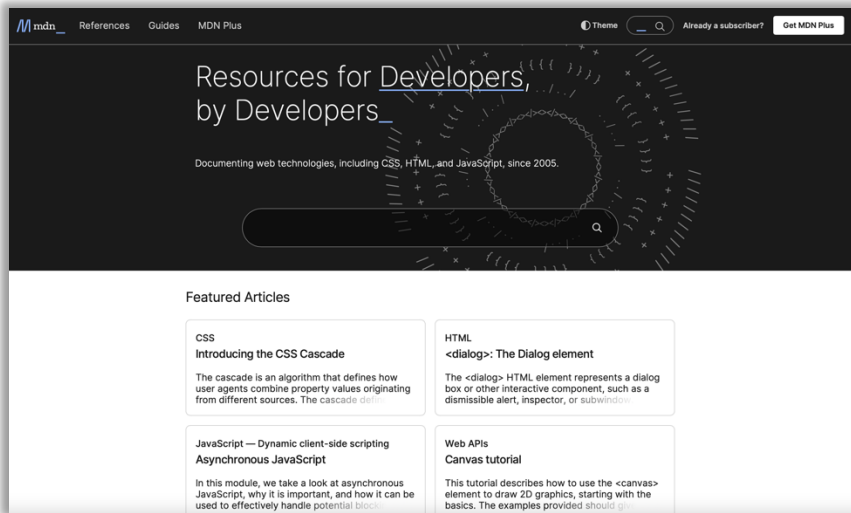 mdn_
References
Guides
MDN Plus
Theme
_
Already a subscriber?
Get MDN Plus
Resources for Developers,
by Developers_
Documenting web technologies, including CSS, HTML, and JavaScript, since 2005.
Featured Articles
CSS
Introducing the CSS Cascade
The cascade is an algorithm that defines how
user agents combine property values originating
from different sources. The cascade
HTML
<dialog>: The Dialog element
The <dialog> HTML element represents a dialog
box or other interactive component, such as a
dismissible alert, inspector, or subwindow
JavaScript — Dynamic client-side scripting
Asynchronous JavaScript
In this module, we take a look at asynchronous
JavaScript, why it is important, and how it can be
used to effectively handle potential
Web APIs
Canvas tutorial
This tutorial describes how to use the <canvas>
element to draw 2D graphics, starting with the
basics. The examples provided should